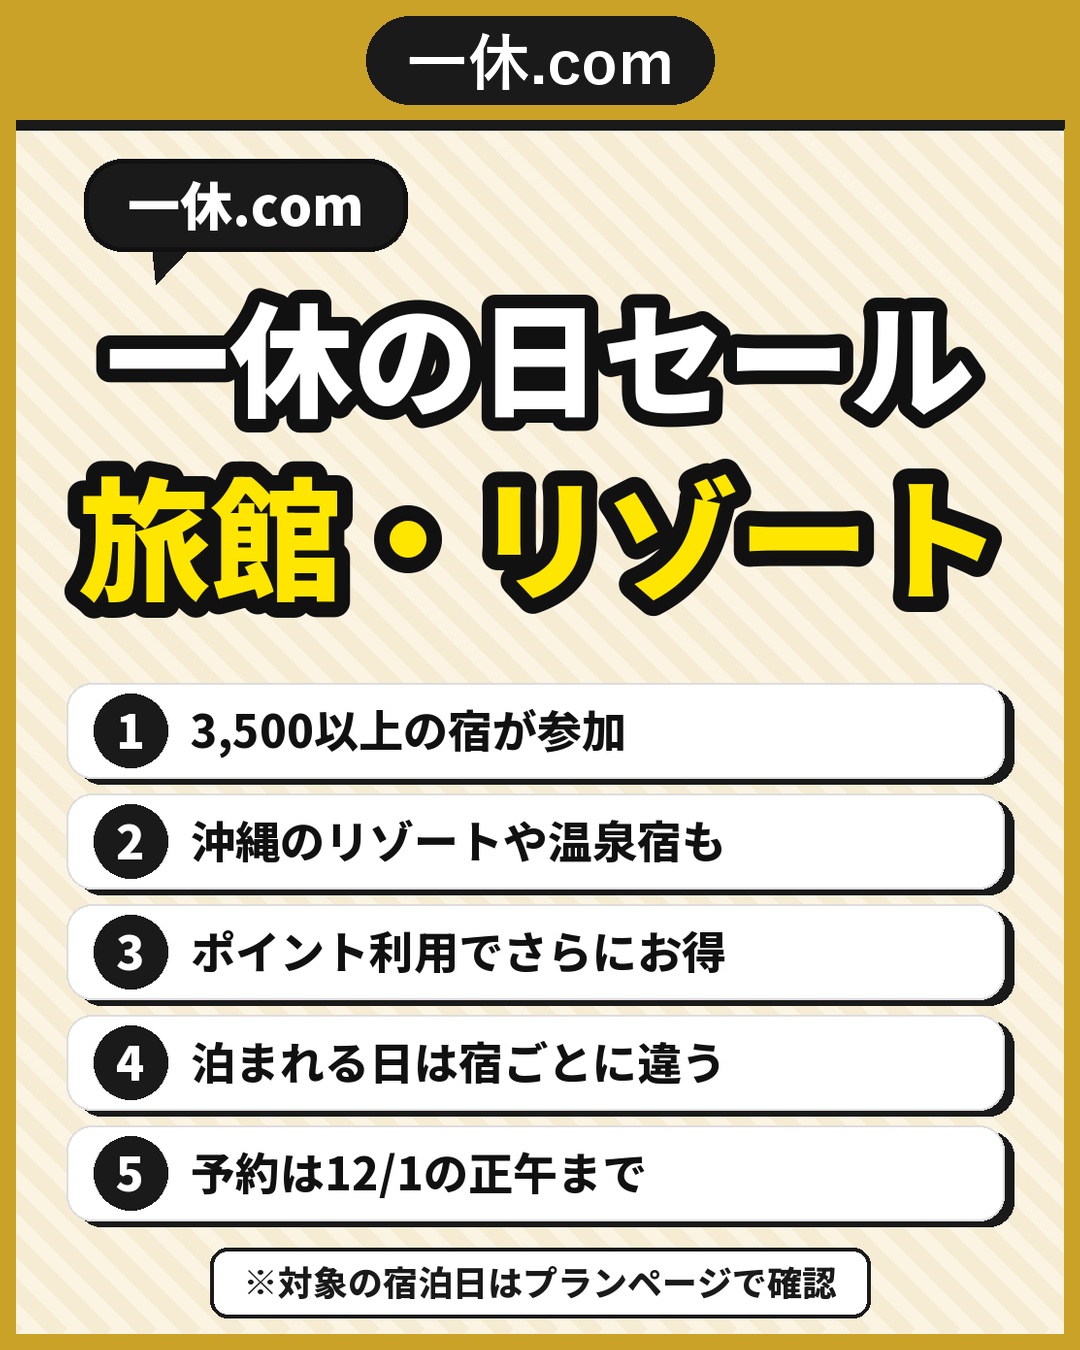 一休.com
一休.com
一休の日セール
旅館・リゾート
1 3,500以上の宿が参加
2 沖縄のリゾートや温泉宿も
3 ポイント利用でさらにお得
4 泊まれる日は宿ごとに違う
5 予約は12/1の正午まで
※対象の宿泊日はプランページで確認